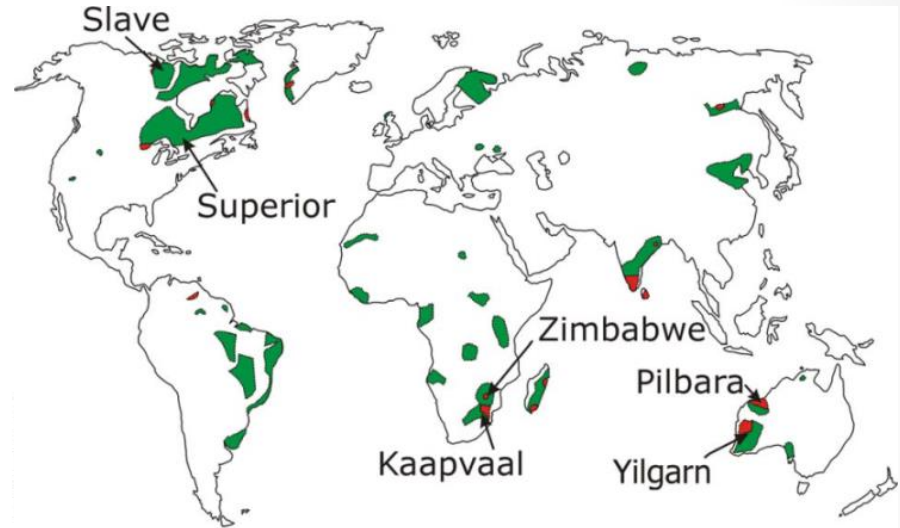 Slave
Superior
Zimbabwe
Pilbara
Kaapvaal
Yilgarn